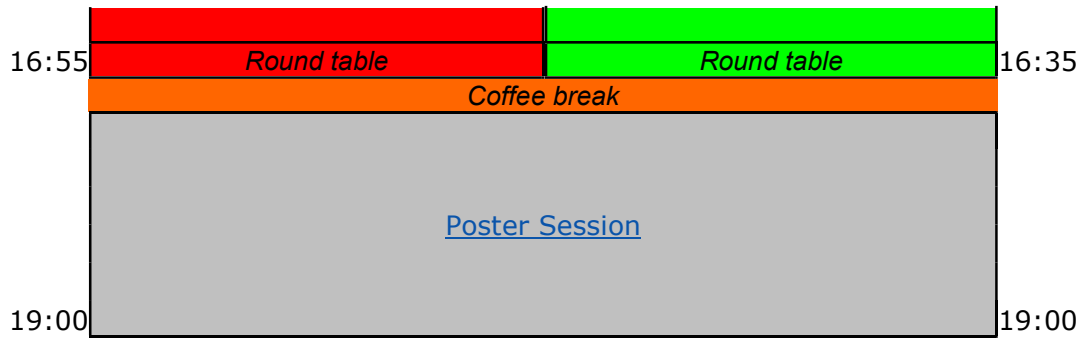 16:55 Round table Round table 16:35
Coffee break
Poster Session
19:00 19:00